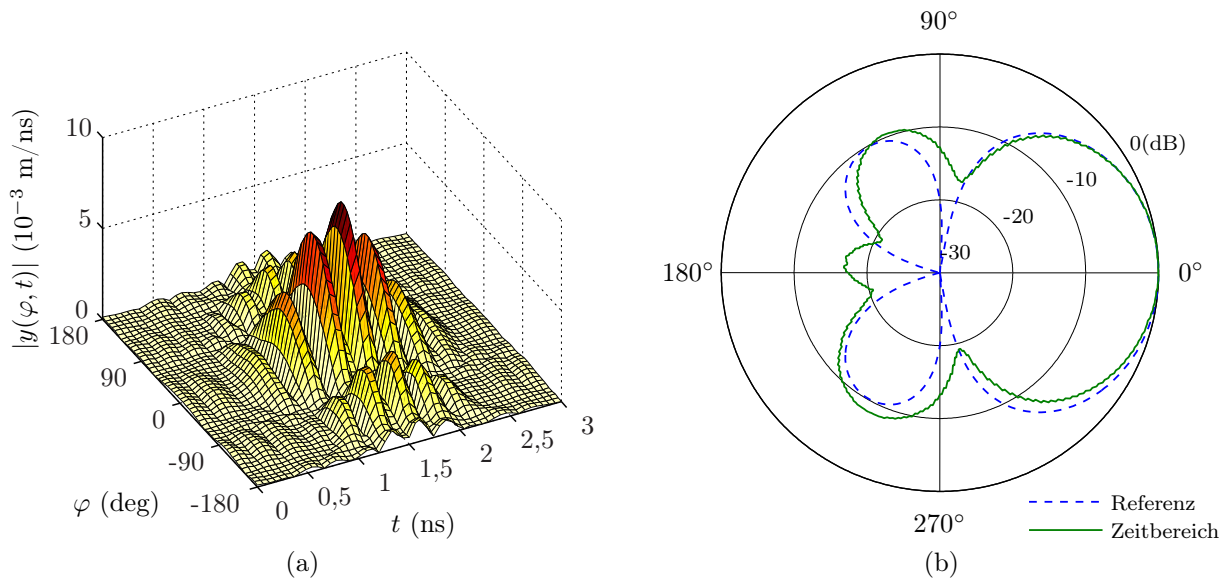 |y(φ, t)| (10⁻³ m/ns)
10
5
0
180
90
0
-90
-180
φ (deg)
0
0,5
1
1,5
2
2,5
3
t (ns)
(a)
90°
0(dB)
-10
-20
-30
180°
0°
270°
Referenz
Zeitbereich
(b)